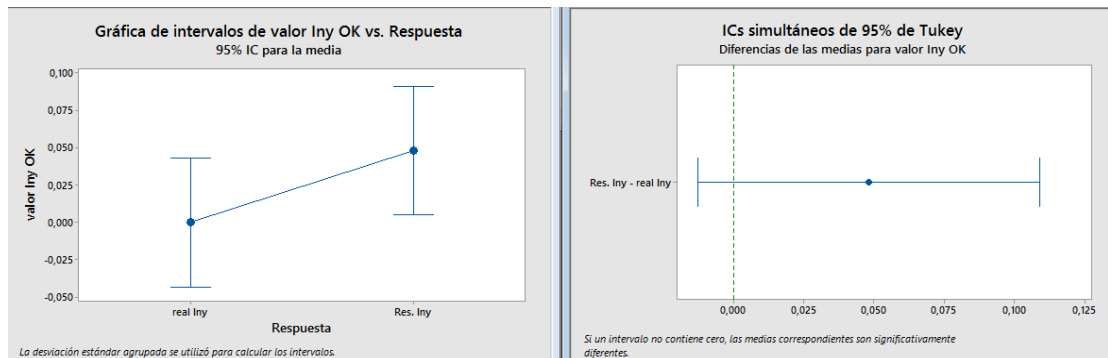 Gráfica de intervalos de valor Iny OK vs. Respuesta
95% IC para la media
valor Iny OK
0,100
0,075
0,050
0,025
0,000
-0,025
-0,050
real Iny
Res. Iny
Respuesta
La desviación estándar agrupada se utilizó para calcular los intervalos.
ICs simultáneos de 95% de Tukey
Diferencias de las medias para valor Iny OK
Res. Iny - real Iny
0,000
0,025
0,050
0,075
0,100
0,125
Si un intervalo no contiene cero, las medias correspondientes son significativamente
diferentes.